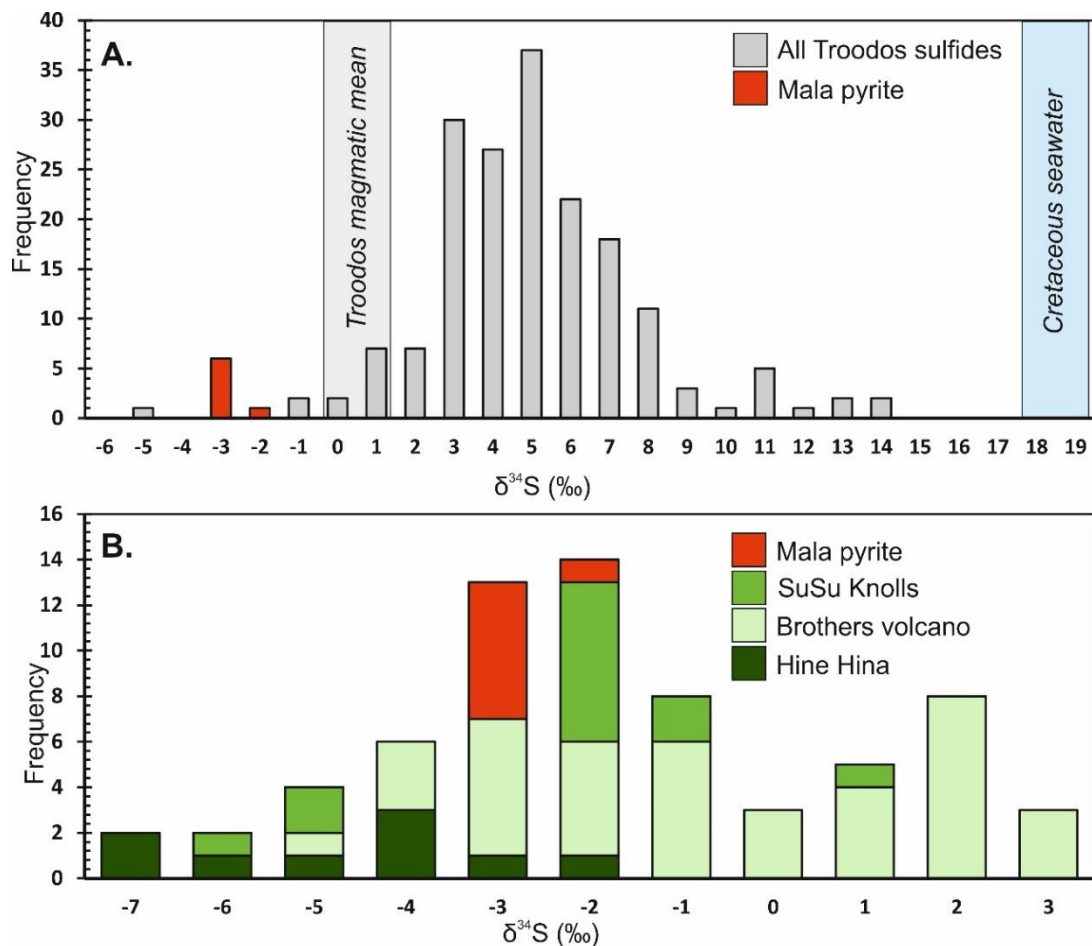 A.
All Troodos sulfides
Mala pyrite
Troodos magmatic mean
Cretaceous seawater
Frequency
40
35
30
25
20
15
10
5
0
-6 -5 -4 -3 -2 -1 0 1 2 3 4 5 6 7 8 9 10 11 12 13 14 15 16 17 18 19
δ³⁴S (‰)
B.
Mala pyrite
SuSu Knolls
Brothers volcano
Hine Hina
Frequency
16
14
12
10
8
6
4
2
0
-7 -6 -5 -4 -3 -2 -1 0 1 2 3
δ³⁴S (‰)